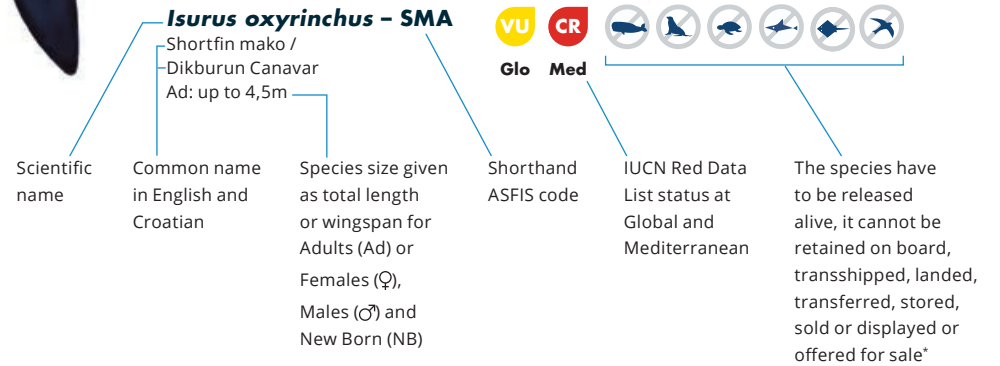 Isurus oxyrinchus – SMA
Shortfin mako /
Dikburun Canavar
Ad: up to 4,5m
VU CR
Glo Med
Scientific
name
Common name
in English and
Croatian
Species size given
as total length
or wingspan for
Adults (Ad) or
Females (♀),
Males (♂) and
New Born (NB)
Shorthand
ASFIS code
IUCN Red Data
List status at
Global and
Mediterranean
The species have
to be released
alive, it cannot be
retained on board,
transshipped, landed,
transferred, stored,
sold or displayed or
offered for sale*